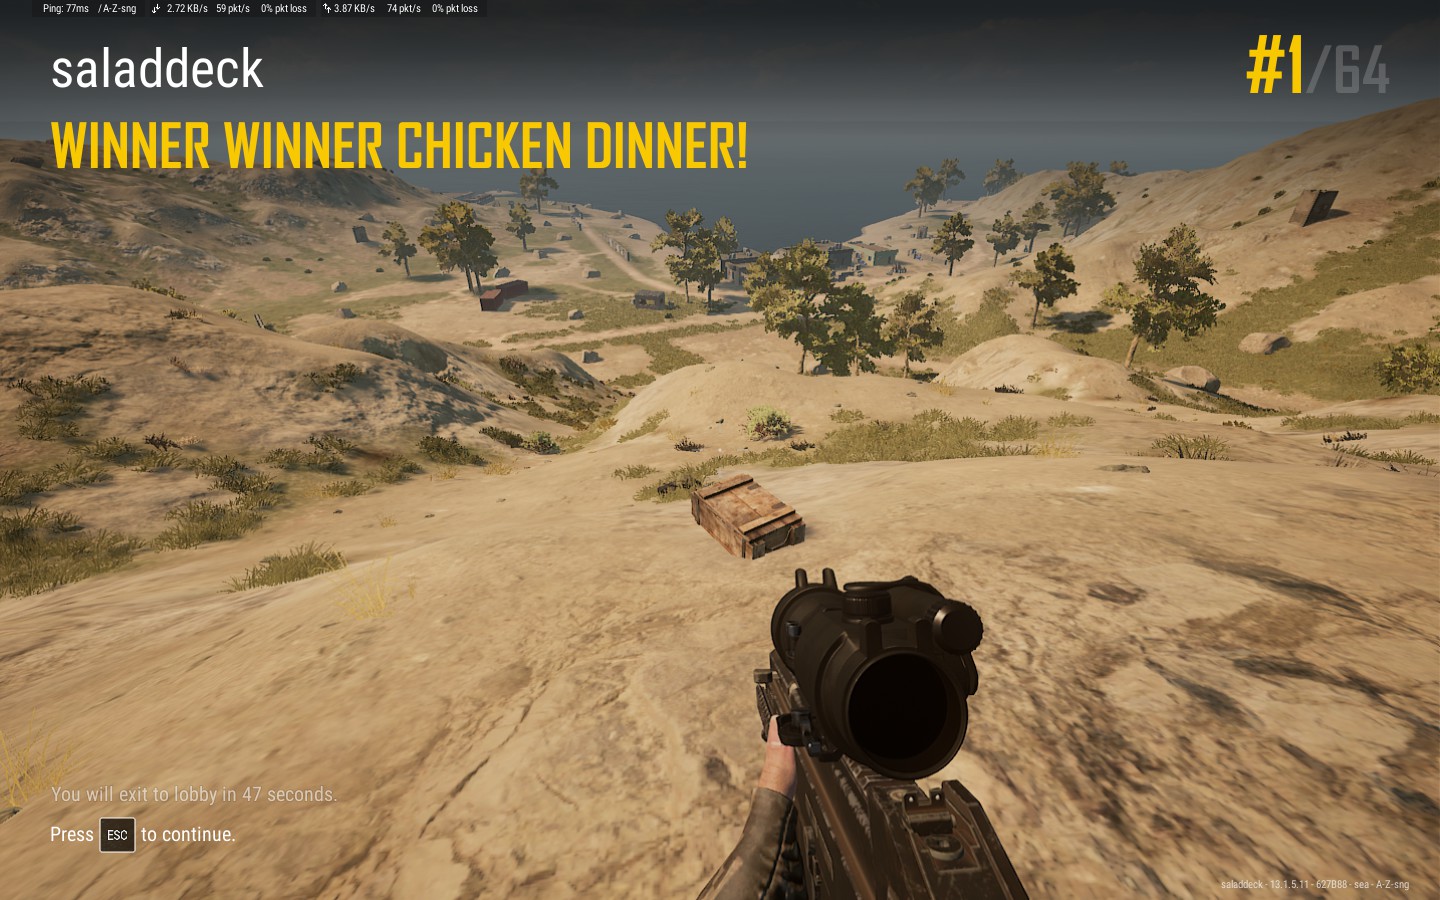 Ping: 77ms /A-Z-sng 2.72 KB/s 59 pkt/s 0% pkt loss 3.87 KB/s 74 pkt/s 0% pkt loss
saladdeck
#1/64
WINNER WINNER CHICKEN DINNER!
You will exit to lobby in 47 seconds.
Press ESC to continue.
saladdeck - 13.1.5.11 - 627B88 - sea - A-Z-sng